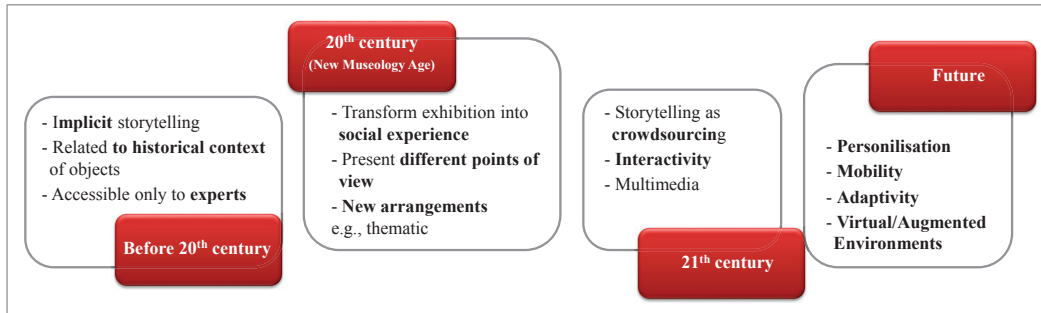 - Implicit storytelling
- Related to historical context
of objects
- Accessible only to experts
Before 20th century
20th century
(New Museology Age)
- Transform exhibition into
social experience
- Present different points of
view
- New arrangements
e.g., thematic
- Storytelling as
crowdsourcing
- Interactivity
- Multimedia
21th century
Future
- Personilisation
- Mobility
- Adaptivity
- Virtual/Augmented
Environments